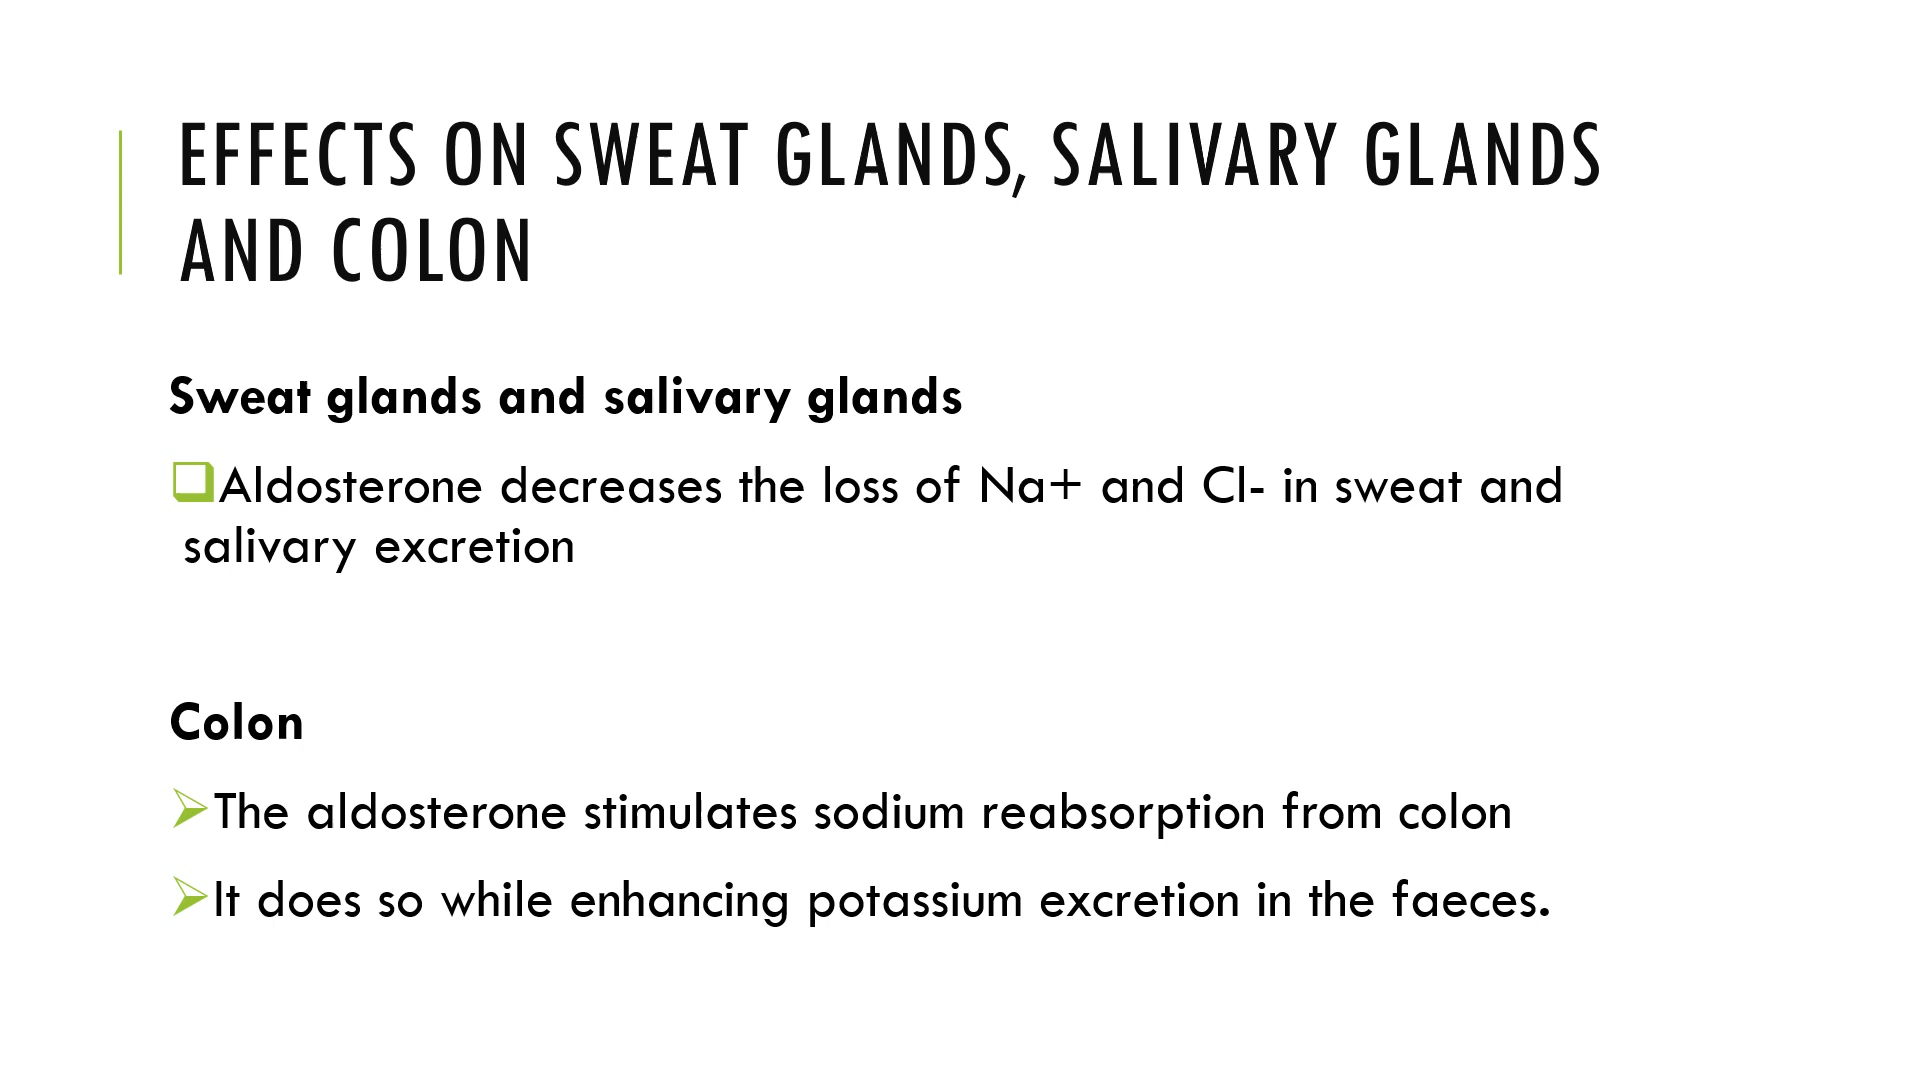 EFFECTS ON SWEAT GLANDS, SALIVARY GLANDS
AND COLON
Sweat glands and salivary glands
Aldosterone decreases the loss of Na+ and Cl- in sweat and
salivary excretion
Colon
The aldosterone stimulates sodium reabsorption from colon
It does so while enhancing potassium excretion in the faeces.